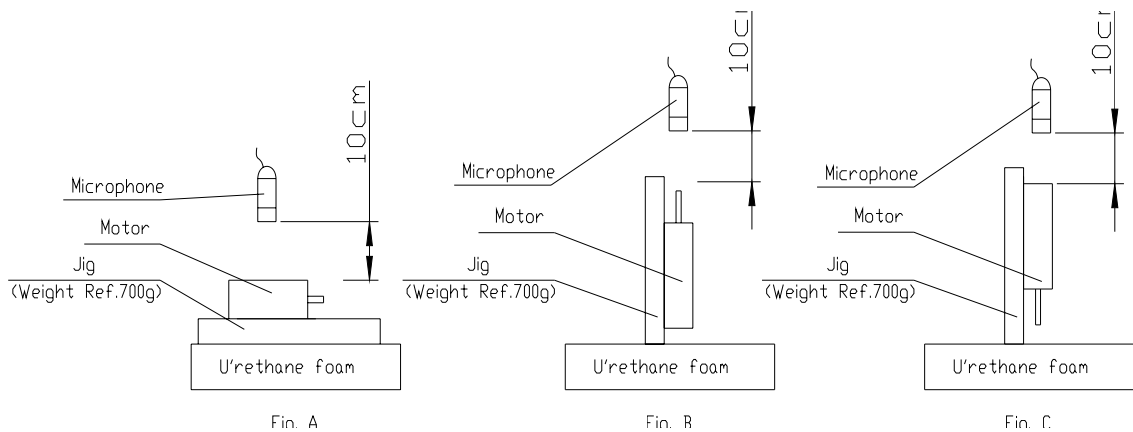 10cm
Microphone
Motor
Jig
(Weight Ref.700g)
U'rethane foam
Fig. A
Microphone
Motor
Jig
(Weight Ref.700g)
U'rethane foam
Fig. B
Microphone
Motor
Jig
(Weight Ref.700g)
U'rethane foam
Fig. C